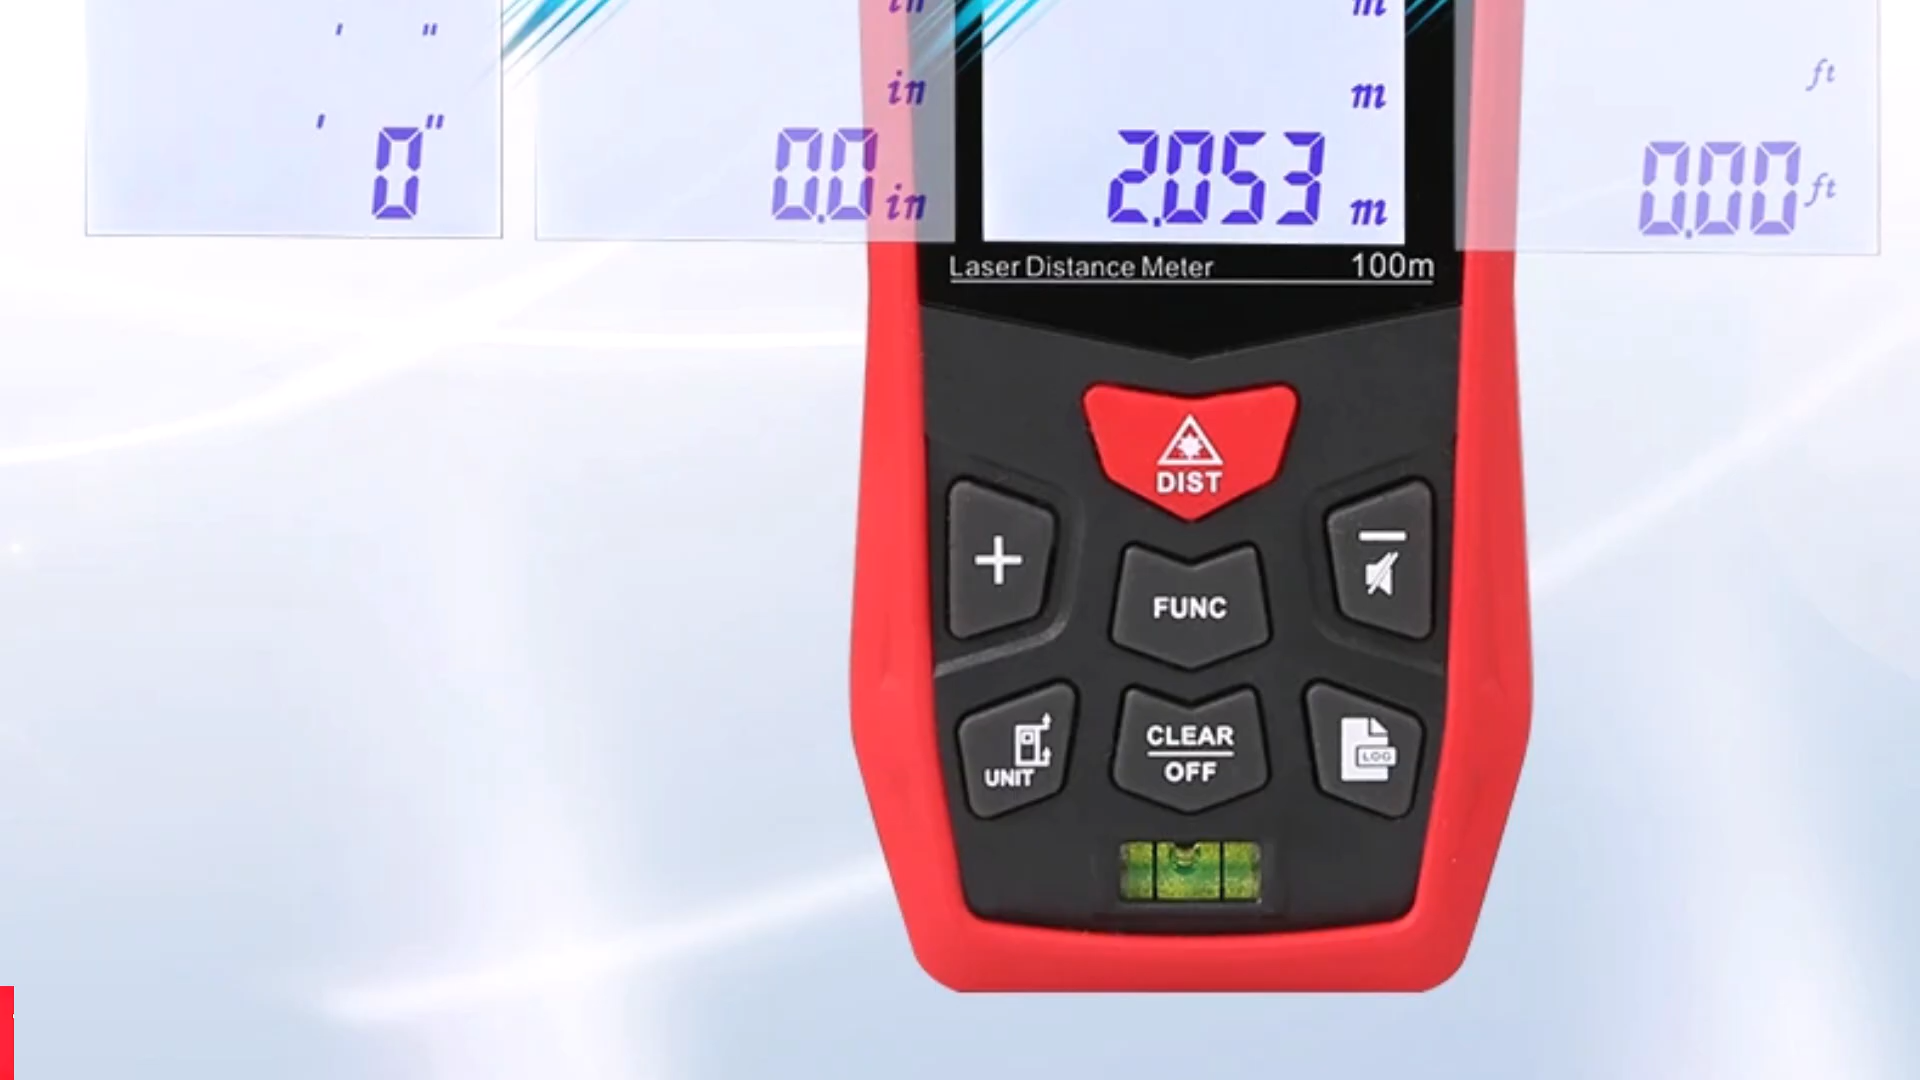 in
m
' "
in
m
ft
' 0"
0.0 in
2.053 m
0.00 ft
Laser Distance Meter 100m
DIST
FUNC
UNIT
CLEAR
OFF
LOG